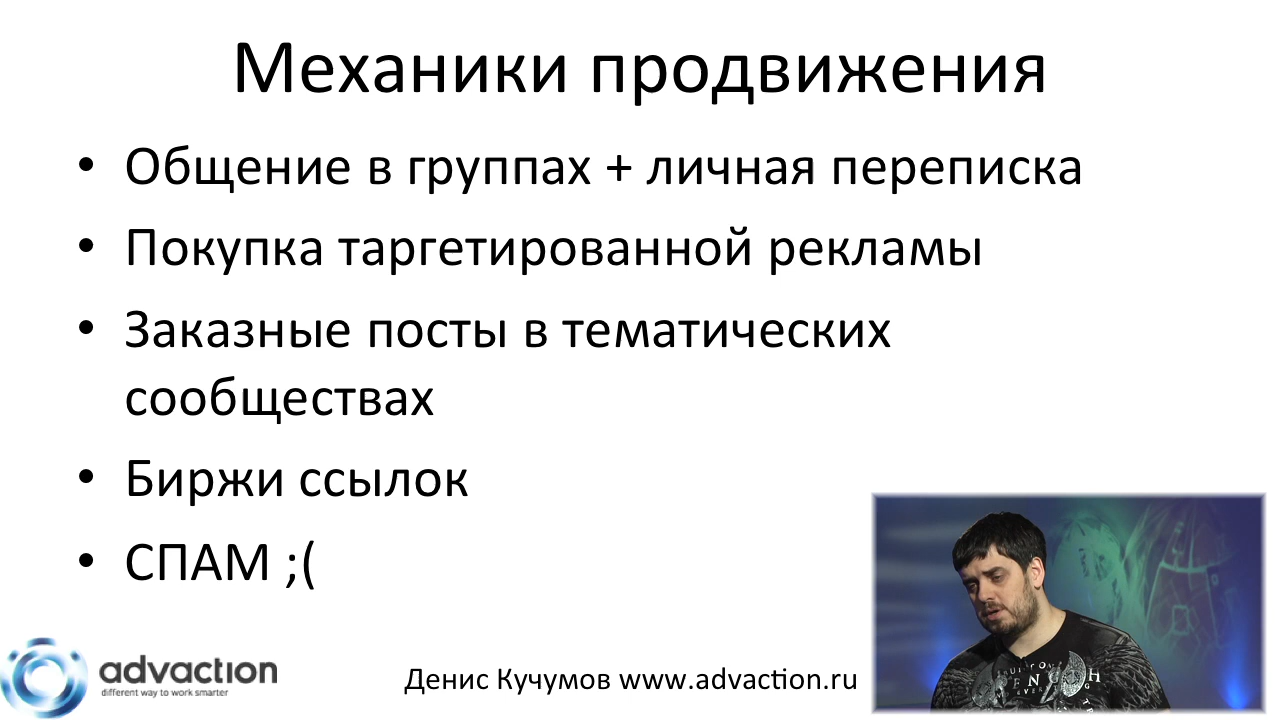 Механики продвижения
• Общение в группах + личная переписка
• Покупка таргетированной рекламы
• Заказные посты в тематических
сообществах
• Биржи ссылок
• СПАМ ;(
advaction
different way to work smarter
Денис Кучумов www.advaction.ru